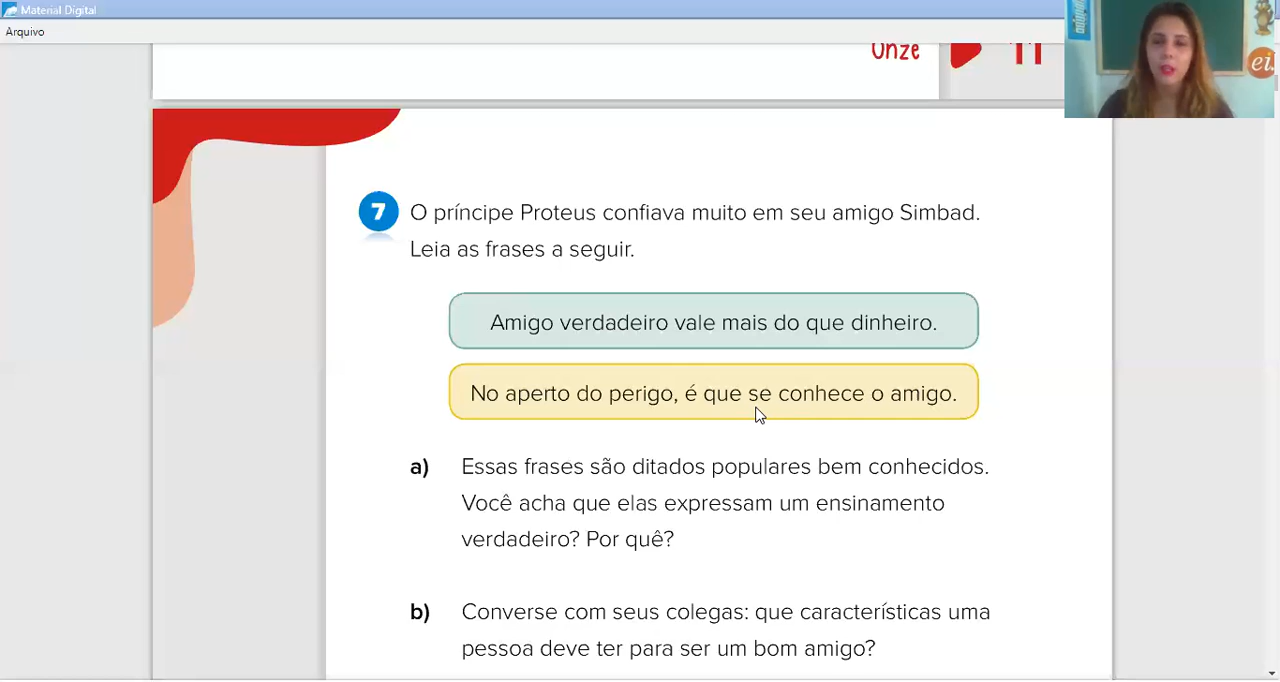 Material Digital
Arquivo
Onze
11
ei.
7 O príncipe Proteus confiava muito em seu amigo Simbad.
Leia as frases a seguir.
Amigo verdadeiro vale mais do que dinheiro.
No aperto do perigo, é que se conhece o amigo.
a) Essas frases são ditados populares bem conhecidos.
Você acha que elas expressam um ensinamento
verdadeiro? Por quê?
b) Converse com seus colegas: que características uma
pessoa deve ter para ser um bom amigo?